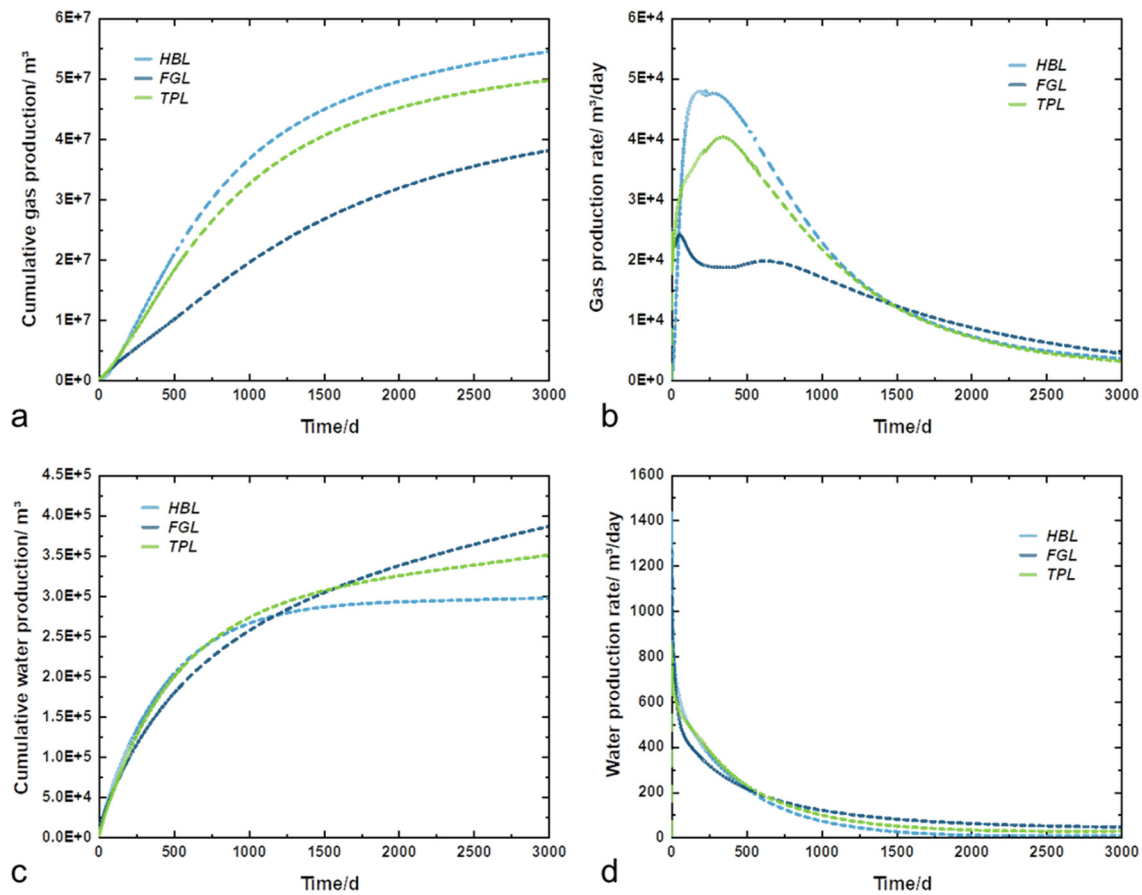 6E+7
5E+7
4E+7
3E+7
2E+7
1E+7
0E+0
Cumulative gas production/ m³
HBL
FGL
TPL
0 500 1000 1500 2000 2500 3000
Time/d
a
6E+4
5E+4
4E+4
3E+4
2E+4
1E+4
0E+0
Gas production rate/ m³/day
HBL
FGL
TPL
0 500 1000 1500 2000 2500 3000
Time/d
b
4.5E+5
4.0E+5
3.5E+5
3.0E+5
2.5E+5
2.0E+5
1.5E+5
1.0E+5
5.0E+4
0.0E+0
Cumulative water production/ m³
HBL
FGL
TPL
0 500 1000 1500 2000 2500 3000
Time/d
c
1600
1400
1200
1000
800
600
400
200
0
Water production rate/ m³/day
HBL
FGL
TPL
0 500 1000 1500 2000 2500 3000
Time/d
d